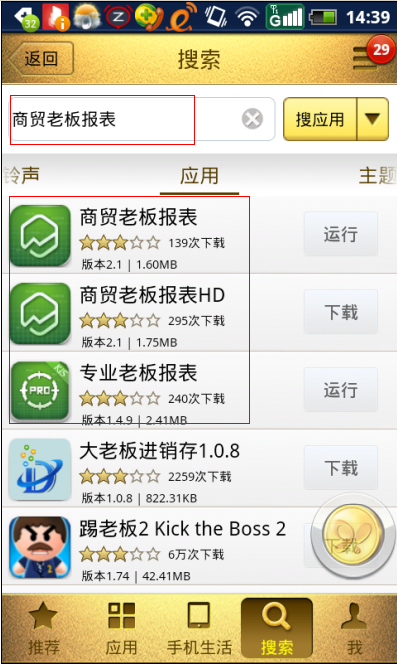 32
14:39
返回
搜索
29
商贸老板报表
搜应用
铃声
应用
主题
商贸老板报表
139次下载
版本2.1 | 1.60MB
运行
商贸老板报表HD
295次下载
版本2.1 | 1.75MB
下载
KIS
PRO
专业老板报表
240次下载
版本1.4.9 | 2.41MB
运行
大老板进销存1.0.8
2259次下载
版本1.0.8 | 822.31KB
下载
踢老板2 Kick the Boss 2
6万次下载
版本1.74 | 42.41MB
下载
推荐
应用
手机生活
搜索
我